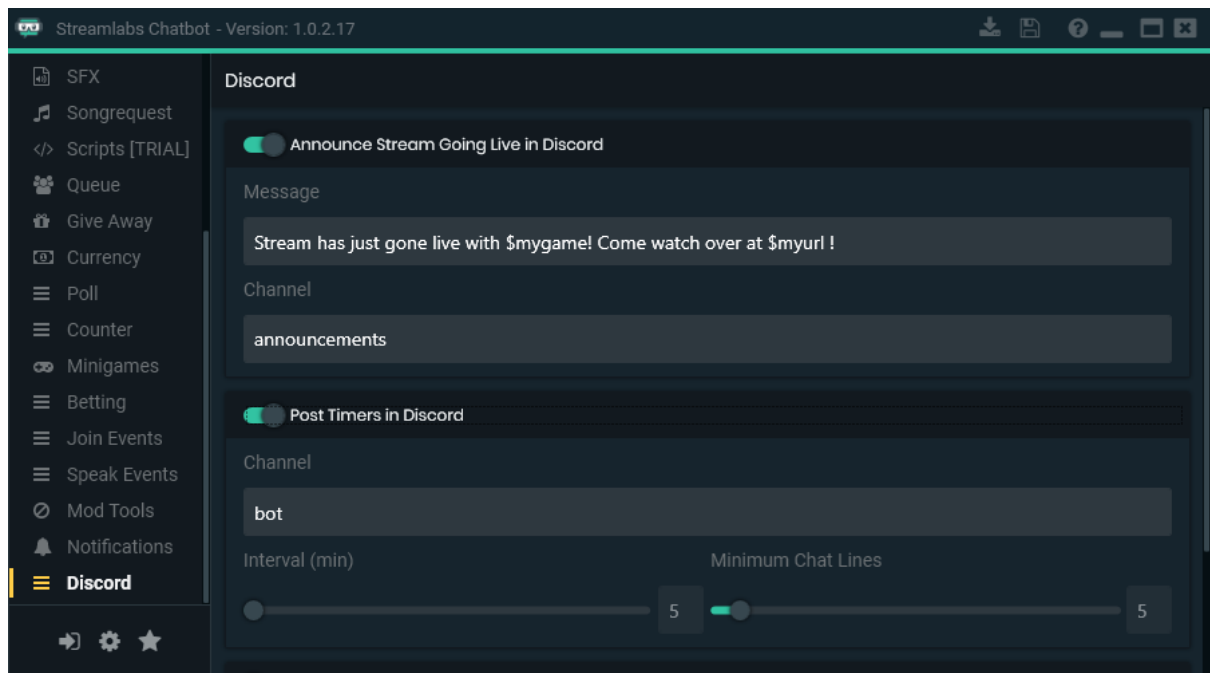 Streamlabs Chatbot - Version: 1.0.2.17
SFX
Songrequest
Scripts [TRIAL]
Queue
Give Away
Currency
Poll
Counter
Minigames
Betting
Join Events
Speak Events
Mod Tools
Notifications
Discord
Discord
Announce Stream Going Live in Discord
Message
Stream has just gone live with $mygame! Come watch over at $myurl !
Channel
announcements
Post Timers in Discord
Channel
bot
Interval (min) Minimum Chat Lines
5 5